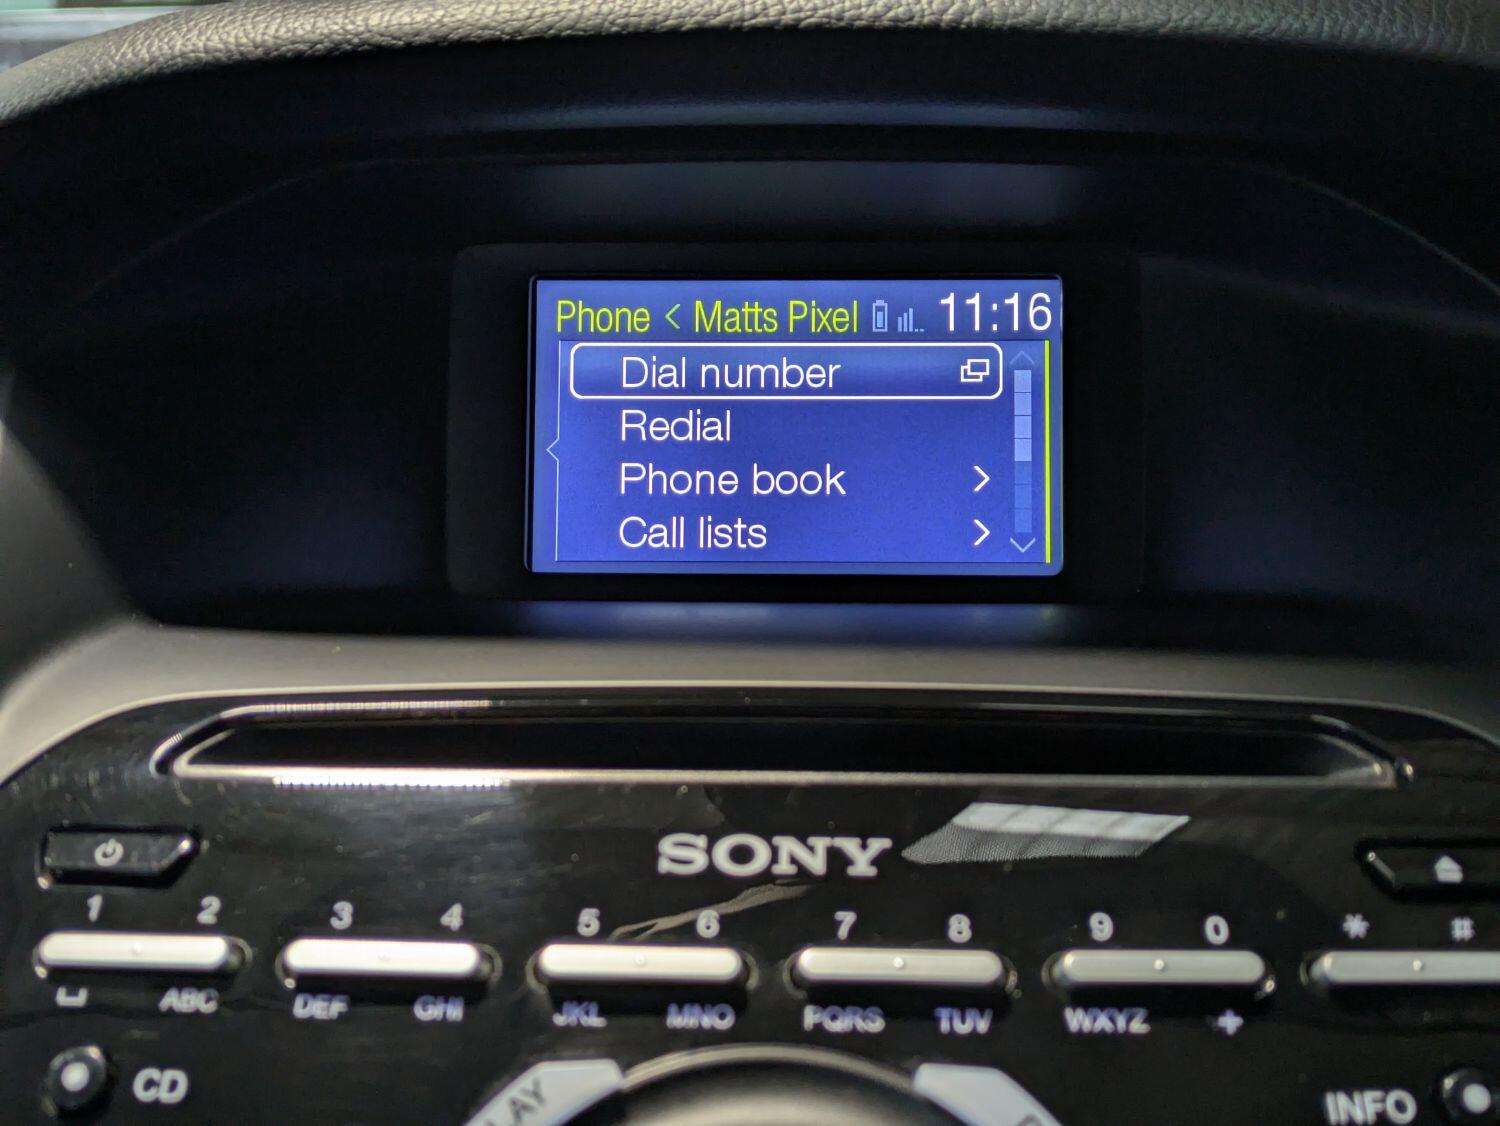 Phone < Matts Pixel 11:16
Dial number
Redial
Phone book >
Call lists >
SONY
1 2 3 4 5 6 7 8 9 0 * #
ABC DEF GHI JKL MNO PQRS TUV WXYZ +
CD
INFO